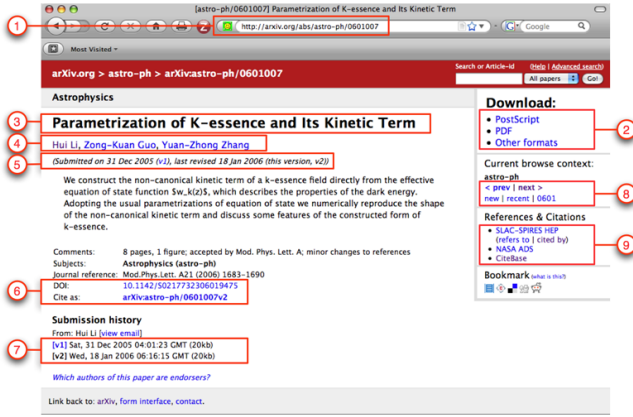 [astro-ph/0601007] Parametrization of K-essence and Its Kinetic Term
1
http://arxiv.org/abs/astro-ph/0601007
Google
Most Visited
Search or Article-id (Help | Advanced search)
arXiv.org > astro-ph > arXiv:astro-ph/0601007
All papers Go!
Astrophysics
Download:
• PostScript
• PDF
• Other formats
2
3
Parametrization of K-essence and Its Kinetic Term
4
Hui Li, Zong-Kuan Guo, Yuan-Zhong Zhang
5
(Submitted on 31 Dec 2005 (v1), last revised 18 Jan 2006 (this version, v2))
Current browse context:
astro-ph
< prev | next >
new | recent | 0601
8
We construct the non-canonical kinetic term of a k-essence field directly from the effective
equation of state function $w_k(z)$, which describes the properties of the dark energy.
Adopting the usual parametrizations of equation of state we numerically reproduce the shape
of the non-canonical kinetic term and discuss some features of the constructed form of
k-essence.
References & Citations
• SLAC-SPIRES HEP
(refers to | cited by)
• NASA ADS
• CiteBase
9
Bookmark (what is this?)
Comments: 8 pages, 1 figure; accepted by Mod. Phys. Lett. A; minor changes to references
Subjects: Astrophysics (astro-ph)
Journal reference: Mod.Phys.Lett. A21 (2006) 1683-1690
6
DOI: 10.1142/S0217732306019475
Cite as: arXiv:astro-ph/0601007v2
Submission history
From: Hui Li [view email]
7
[v1] Sat, 31 Dec 2005 04:01:23 GMT (20kb)
[v2] Wed, 18 Jan 2006 06:16:15 GMT (20kb)
Which authors of this paper are endorsers?
Link back to: arXiv, form interface, contact.